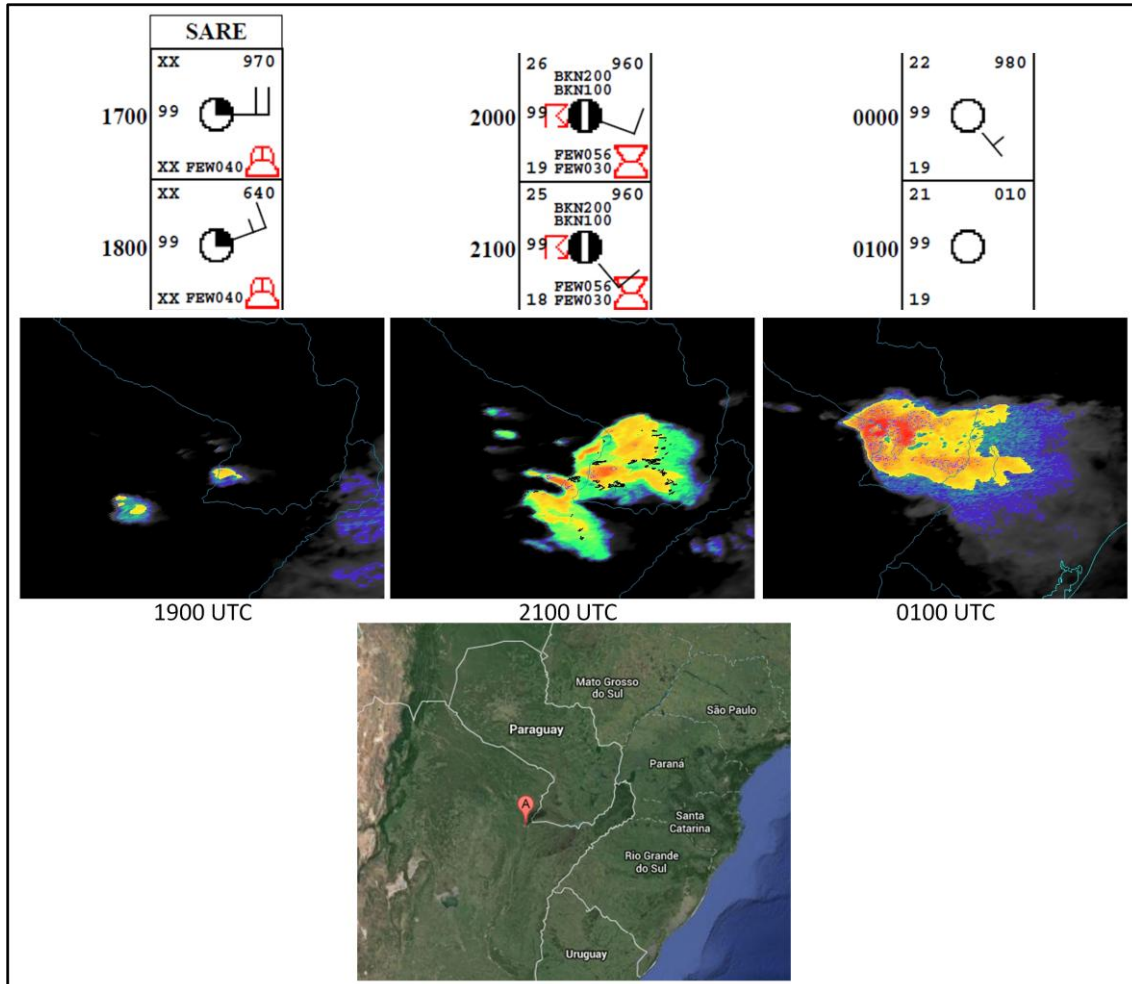 SARE
XX 970
1700 99
XX FEW040
XX 640
1800 99
XX FEW040
26 960
BKN200
BKN100
2000 99
FEW056
19 FEW030
25 960
BKN200
BKN100
2100 99
FEW056
18 FEW030
22 980
0000 99
19
21 010
0100 99
19
1900 UTC
2100 UTC
0100 UTC
Mato Grosso
do Sul
São Paulo
Paraguay
Paraná
A
Santa
Catarina
Rio Grande
do Sul
Uruguay